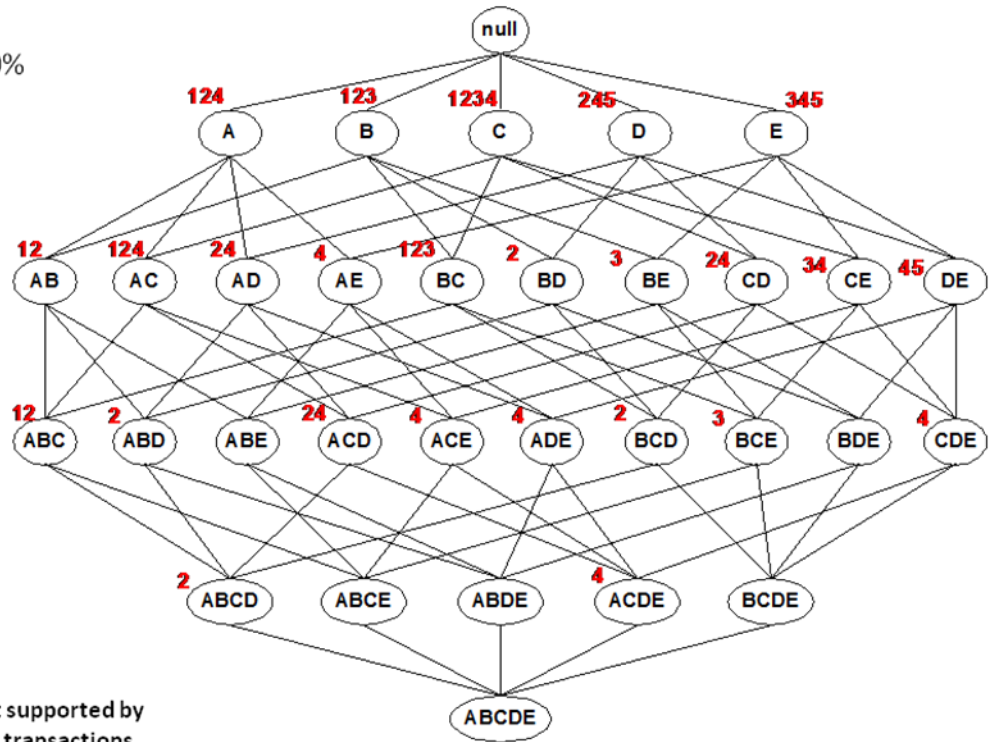 null
%
124 123 1234 245 345
A B C D E
12 124 24 4 123 2 3 24 34 45
AB AC AD AE BC BD BE CD CE DE
12 2 24 4 4 2 3 4
ABC ABD ABE ACD ACE ADE BCD BCE BDE CDE
2 4
ABCD ABCE ABDE ACDE BCDE
supported by
ABCDE
transactions